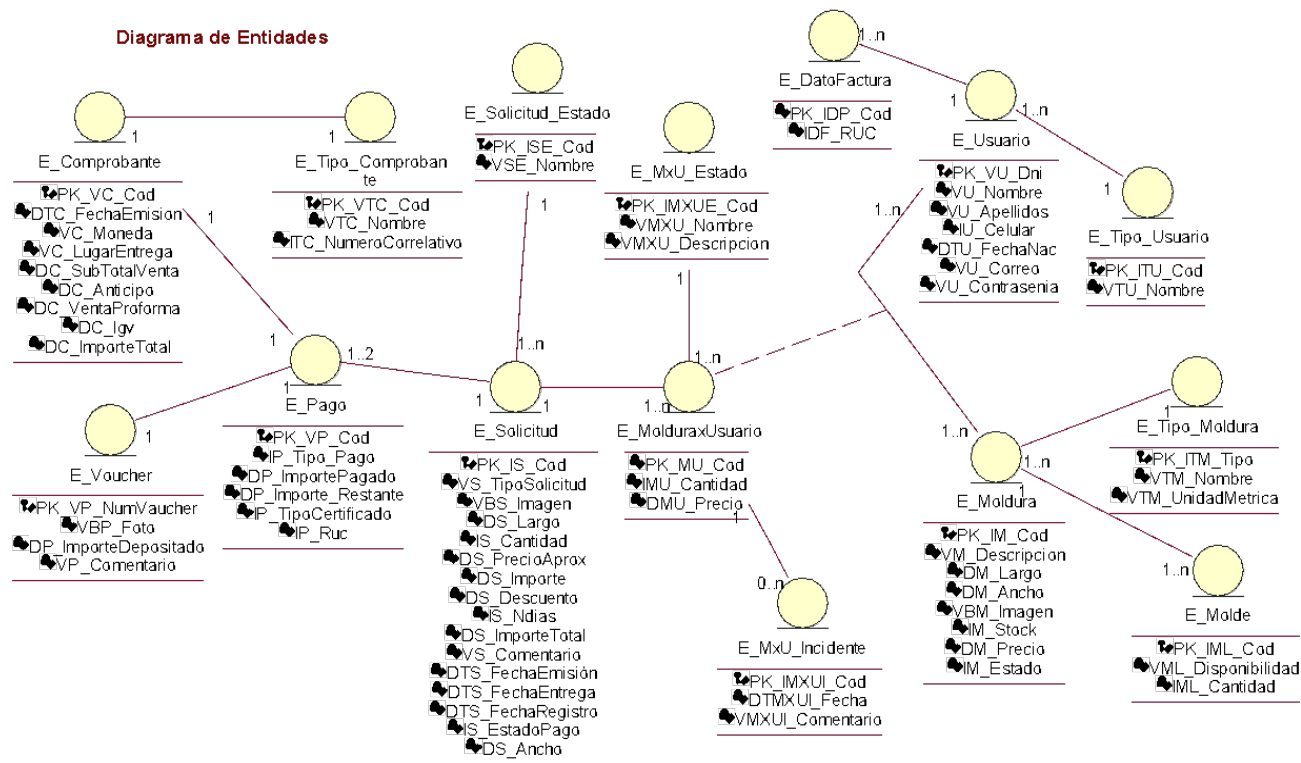 Diagrama de Entidades
E_Comprobante
PK_VC_Cod
DTC_FechaEmision
VC_Moneda
VC_LugarEntrega
DC_SubTotalVenta
DC_Anticipo
DC_VentaProforma
DC_Igv
DC_ImporteTotal
1
1
1
1
E_Tipo_Comproban
te
PK_VTC_Cod
VTC_Nombre
ITC_NumeroCorrelativo
E_Solicitud_Estado
PK_ISE_Cod
VSE_Nombre
1
1..n
E_MxU_Estado
PK_IMXUE_Cod
VMXU_Nombre
VMXU_Descripcion
1
1..n
E_DatoFactura
PK_IDP_Cod
IDF_RUC
1..n
1
E_Usuario
PK_VU_Dni
VU_Nombre
VU_Apellidos
IU_Celular
DTU_FechaNac
VU_Correo
VU_Contrasenia
1..n
1
1..n
E_Tipo_Usuario
PK_ITU_Cod
VTU_Nombre
E_Voucher
PK_VP_NumVaucher
VBP_Foto
DP_ImporteDepositado
VP_Comentario
1
1
E_Pago
PK_VP_Cod
IP_Tipo_Pago
DP_ImportePagado
DP_Importe_Restante
IP_TipoCertificado
IP_Ruc
1..2
1
E_Solicitud
PK_IS_Cod
VS_TipoSolicitud
VBS_Imagen
DS_Largo
IS_Cantidad
DS_PrecioAprox
DS_Importe
DS_Descuento
IS_Ndias
DS_ImporteTotal
VS_Comentario
DTS_FechaEmisión
DTS_FechaEntrega
DTS_FechaRegistro
IS_EstadoPago
DS_Ancho
1
1..n
E_MolduraxUsuario
PK_MU_Cod
IMU_Cantidad
DMU_Precio
1
0..n
E_MxU_Incidente
PK_IMXUI_Cod
DTMXUI_Fecha
VMXUI_Comentario
1..n
E_Moldura
PK_IM_Cod
VM_Descripcion
DM_Largo
DM_Ancho
VBM_Imagen
IM_Stock
DM_Precio
IM_Estado
1..n
1
1
1..n
E_Tipo_Moldura
PK_ITM_Tipo
VTM_Nombre
VTM_UnidadMetrica
E_Molde
PK_IML_Cod
VML_Disponibilidad
IML_Cantidad